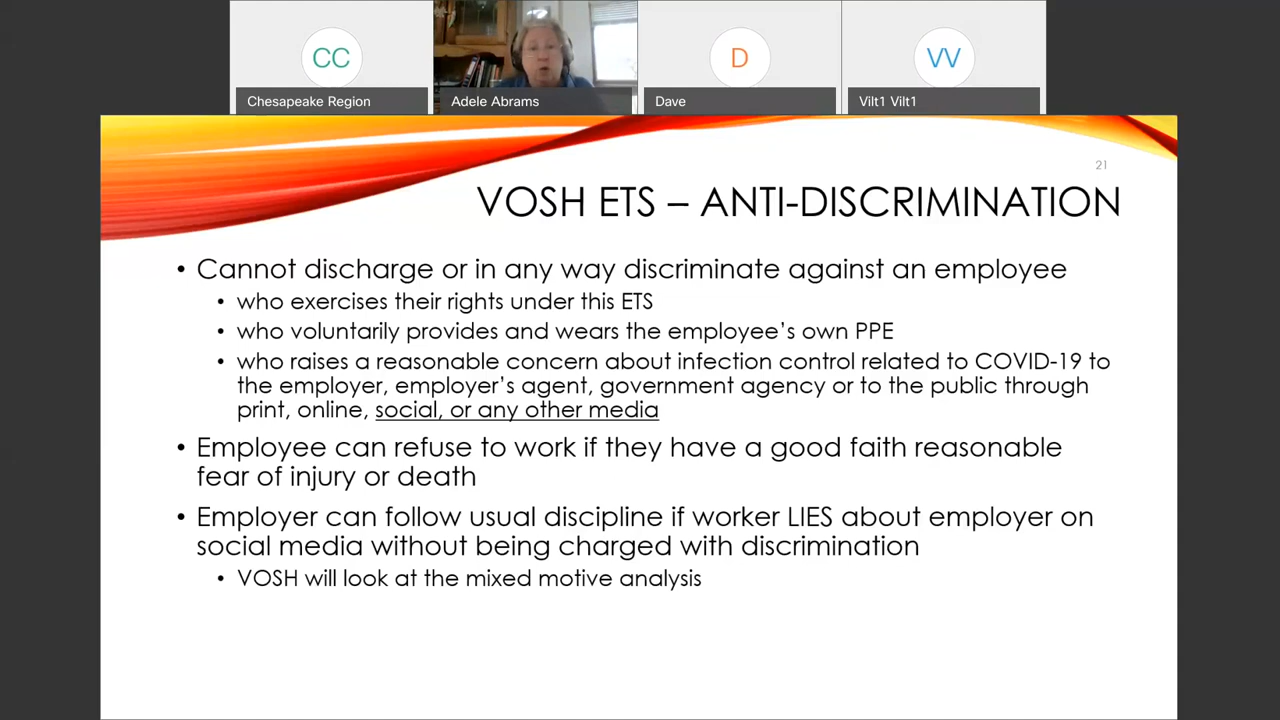 CC
Chesapeake Region
Adele Abrams
D
Dave
VV
Vilt1 Vilt1
21
VOSH ETS – ANTI-DISCRIMINATION
• Cannot discharge or in any way discriminate against an employee
• who exercises their rights under this ETS
• who voluntarily provides and wears the employee's own PPE
• who raises a reasonable concern about infection control related to COVID-19 to
the employer, employer's agent, government agency or to the public through
print, online, social, or any other media
• Employee can refuse to work if they have a good faith reasonable
fear of injury or death
• Employer can follow usual discipline if worker LIES about employer on
social media without being charged with discrimination
• VOSH will look at the mixed motive analysis